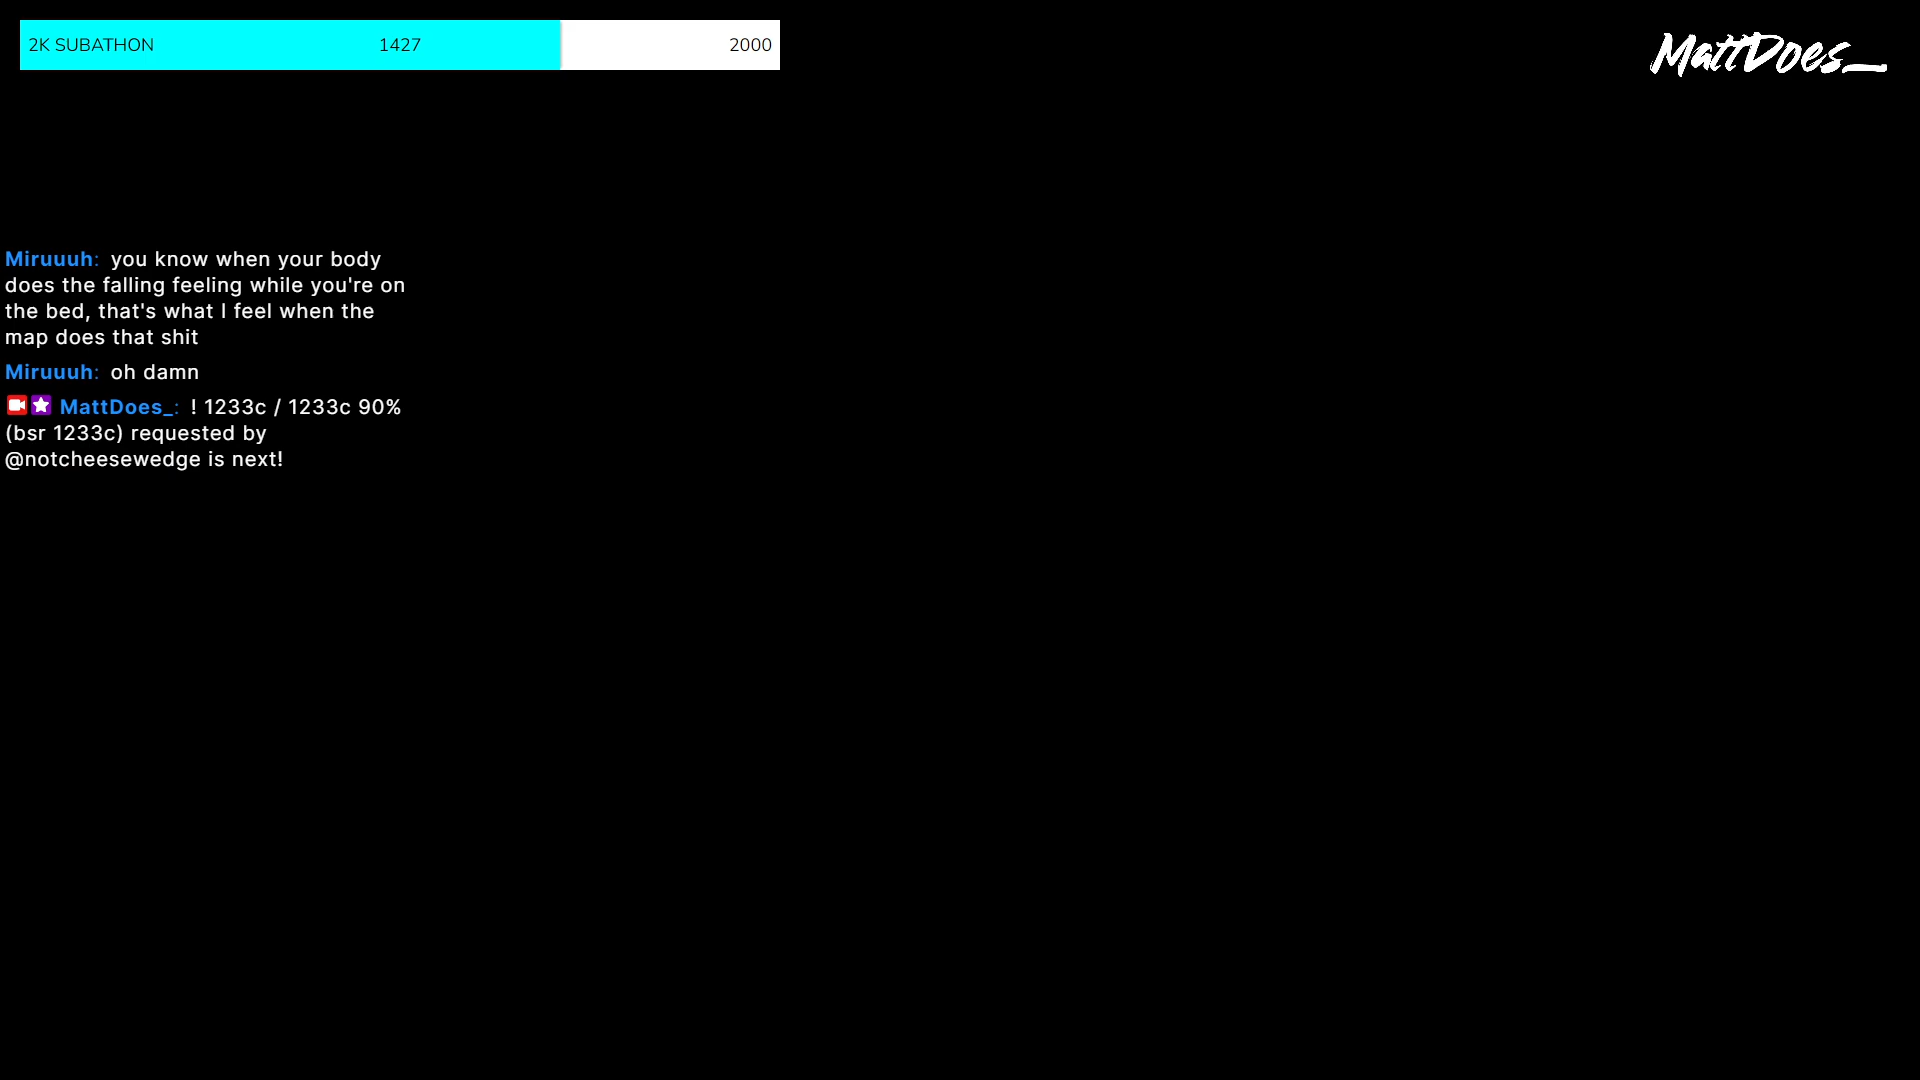 2K SUBATHON 1427 2000
MattDoes_
Miruuuh: you know when your body
does the falling feeling while you're on
the bed, that's what I feel when the
map does that shit
Miruuuh: oh damn
MattDoes_: ! 1233c / 1233c 90%
(bsr 1233c) requested by
@notcheesewedge is next!